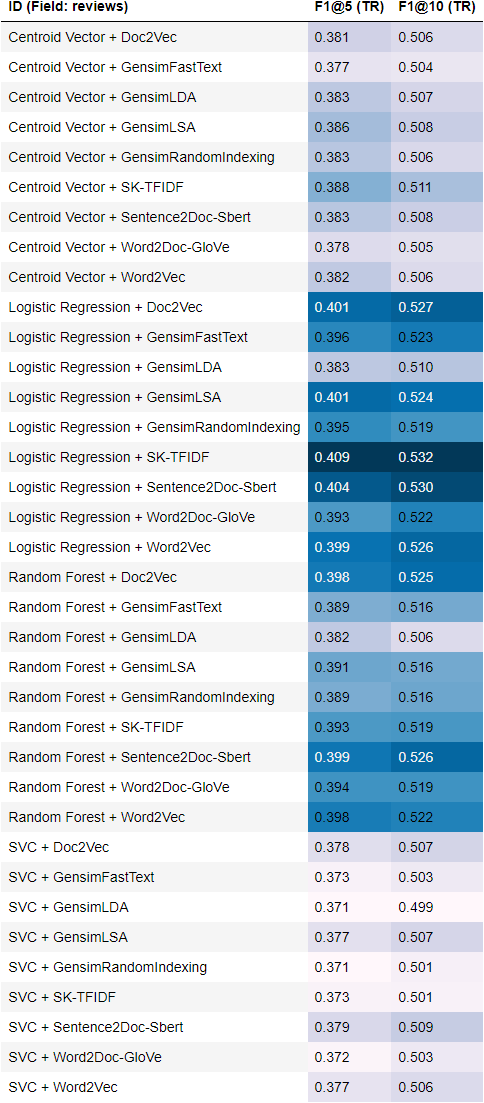 ID (Field: reviews) F1@5 (TR) F1@10 (TR)
Centroid Vector + Doc2Vec 0.381 0.506
Centroid Vector + GensimFastText 0.377 0.504
Centroid Vector + GensimLDA 0.383 0.507
Centroid Vector + GensimLSA 0.386 0.508
Centroid Vector + GensimRandomIndexing 0.383 0.506
Centroid Vector + SK-TFIDF 0.388 0.511
Centroid Vector + Sentence2Doc-Sbert 0.383 0.508
Centroid Vector + Word2Doc-GloVe 0.378 0.505
Centroid Vector + Word2Vec 0.382 0.506
Logistic Regression + Doc2Vec 0.401 0.527
Logistic Regression + GensimFastText 0.396 0.523
Logistic Regression + GensimLDA 0.383 0.510
Logistic Regression + GensimLSA 0.401 0.524
Logistic Regression + GensimRandomIndexing 0.395 0.519
Logistic Regression + SK-TFIDF 0.409 0.532
Logistic Regression + Sentence2Doc-Sbert 0.404 0.530
Logistic Regression + Word2Doc-GloVe 0.393 0.522
Logistic Regression + Word2Vec 0.399 0.526
Random Forest + Doc2Vec 0.398 0.525
Random Forest + GensimFastText 0.389 0.516
Random Forest + GensimLDA 0.382 0.506
Random Forest + GensimLSA 0.391 0.516
Random Forest + GensimRandomIndexing 0.389 0.516
Random Forest + SK-TFIDF 0.393 0.519
Random Forest + Sentence2Doc-Sbert 0.399 0.526
Random Forest + Word2Doc-GloVe 0.394 0.519
Random Forest + Word2Vec 0.398 0.522
SVC + Doc2Vec 0.378 0.507
SVC + GensimFastText 0.373 0.503
SVC + GensimLDA 0.371 0.499
SVC + GensimLSA 0.377 0.507
SVC + GensimRandomIndexing 0.371 0.501
SVC + SK-TFIDF 0.373 0.501
SVC + Sentence2Doc-Sbert 0.379 0.509
SVC + Word2Doc-GloVe 0.372 0.503
SVC + Word2Vec 0.377 0.506